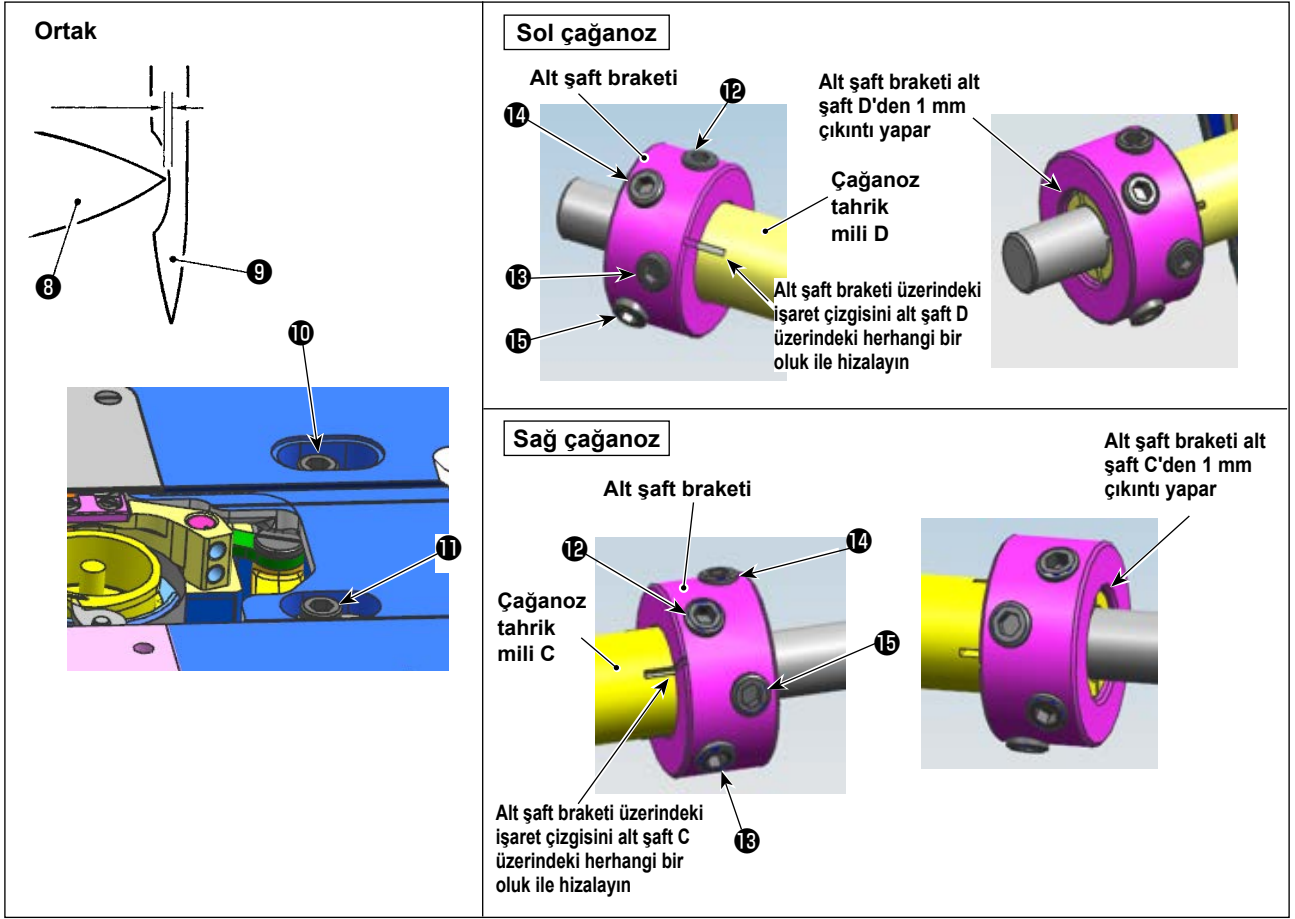 Ortak
❽
❾
❿
⓫
Sol çağanoz
Alt şaft braketi
⓬
⓮
⓭
⓯
Çağanoz
tahrik
mili D
Alt şaft braketi üzerindeki
işaret çizgisini alt şaft D
üzerindeki herhangi bir
oluk ile hizalayın
Alt şaft braketi alt
şaft D'den 1 mm
çıkıntı yapar
Sağ çağanoz
Alt şaft braketi
⓬
⓮
Çağanoz
tahrik
mili C
⓯
⓭
Alt şaft braketi üzerindeki
işaret çizgisini alt şaft C
üzerindeki herhangi bir
oluk ile hizalayın
Alt şaft braketi alt
şaft C'den 1 mm
çıkıntı yapar